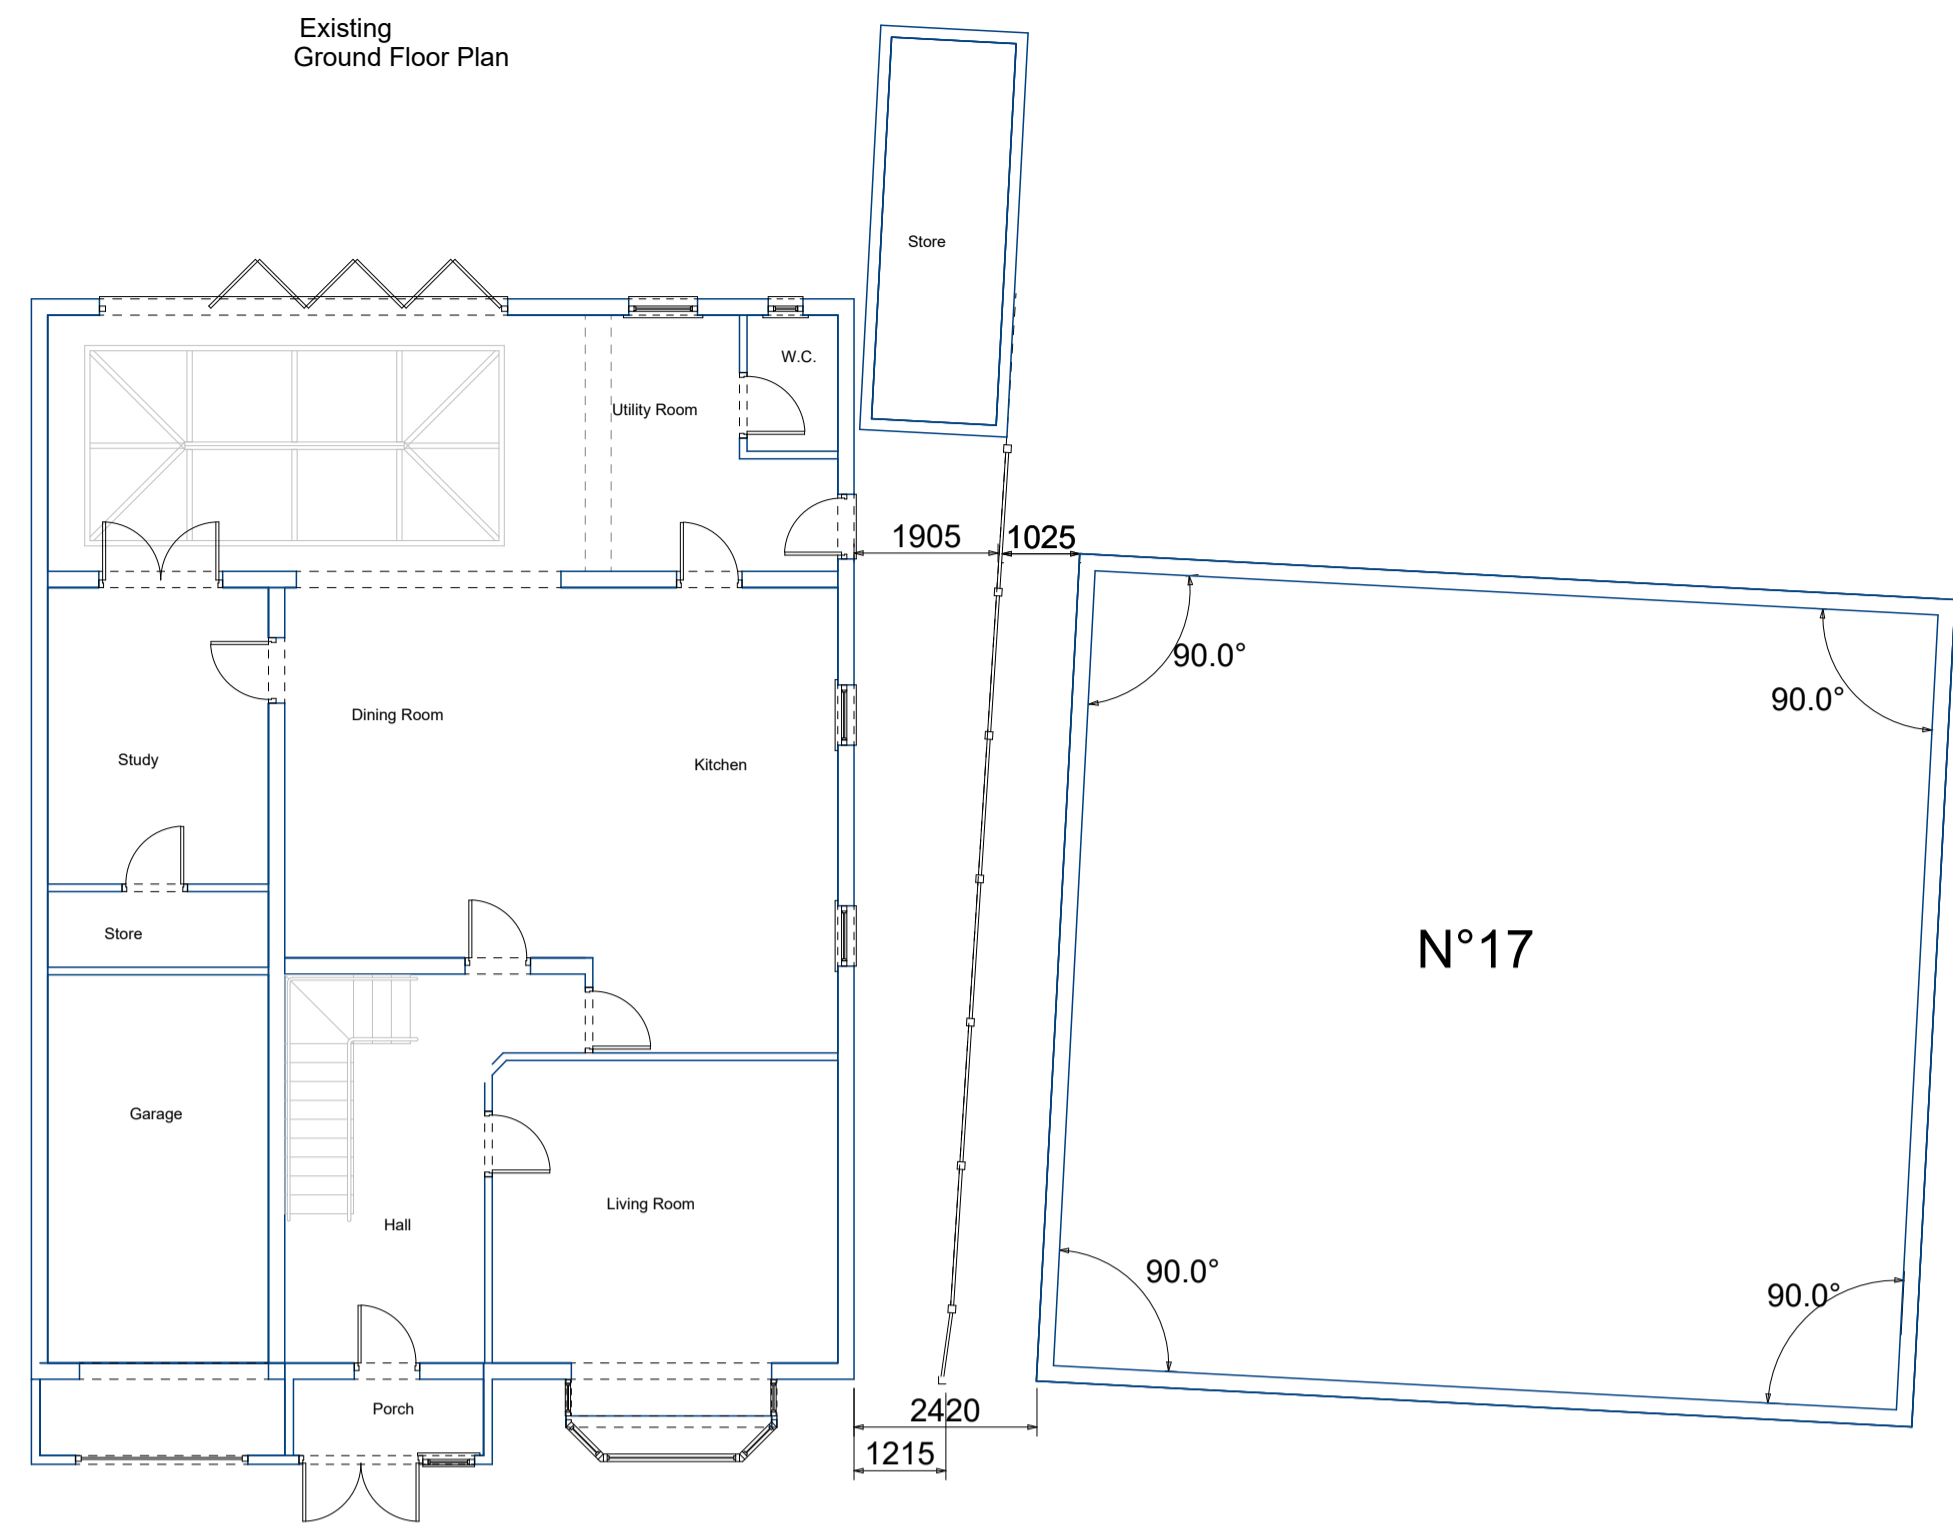 Existing
Ground Floor Plan
Store
W.C.
Utility Room
1905
1025
90.0°
90.0°
Dining Room
Study
Kitchen
Store
N°17
Garage
Living Room
Hall
90.0°
90.0°
Porch
2420
1215